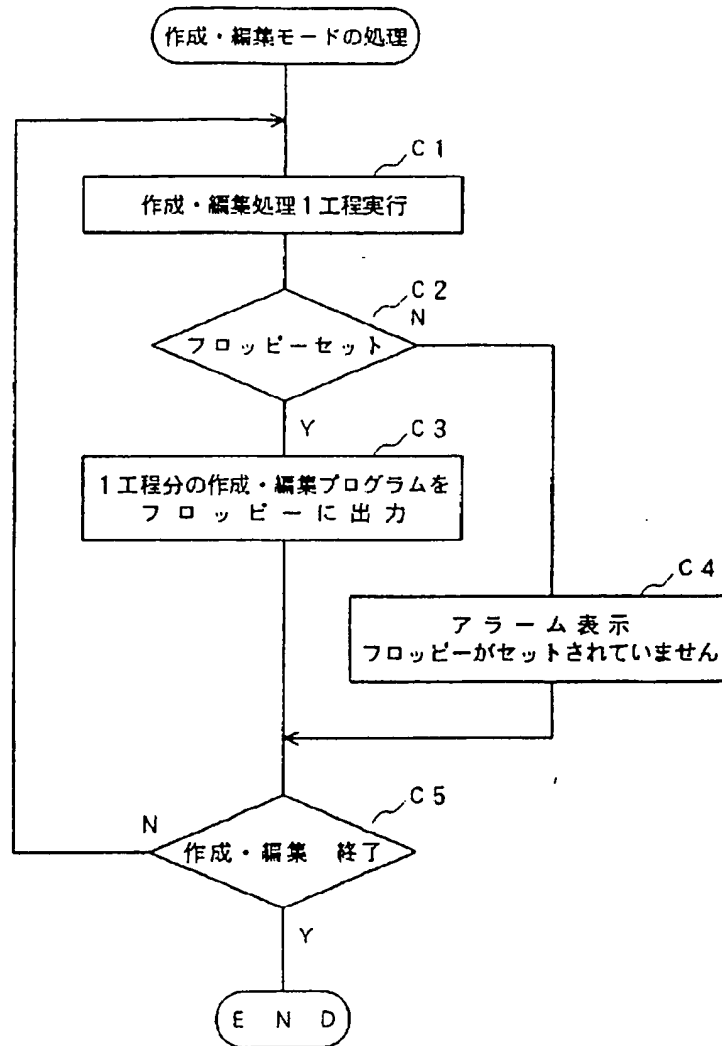 作成・編集モードの処理
C1
作成・編集処理1工程実行
C2
フロッピーセット
N
Y
C3
1工程分の作成・編集プログラムを
フロッピーに出力
C4
アラーム表示
フロッピーがセットされていません
C5
N
作成・編集 終了
Y
END